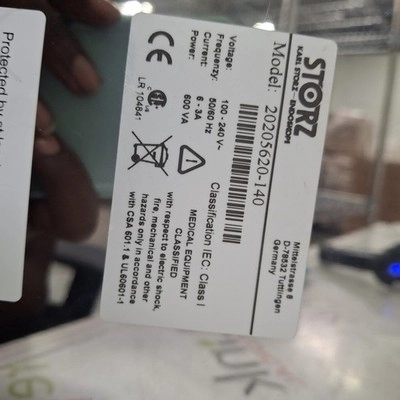 STORZ
KARL STORZ - ENDOSKOPE
Mittelstrasse 8
D-78532 Tuttlingen
Germany
Model: 20205620-140
Voltage: 100 - 240 V~
Frequenzy: 50/60 Hz
Current: 6 - 3A
Power: 600 VA
Classification IEC: Class I
LR 104841
MEDICAL EQUIPMENT
CLASSIFIED
with respect to electric shock,
fire, mechanical and other
hazards only in accordance
with CSA 601.1 & UL60601-1
Protected by